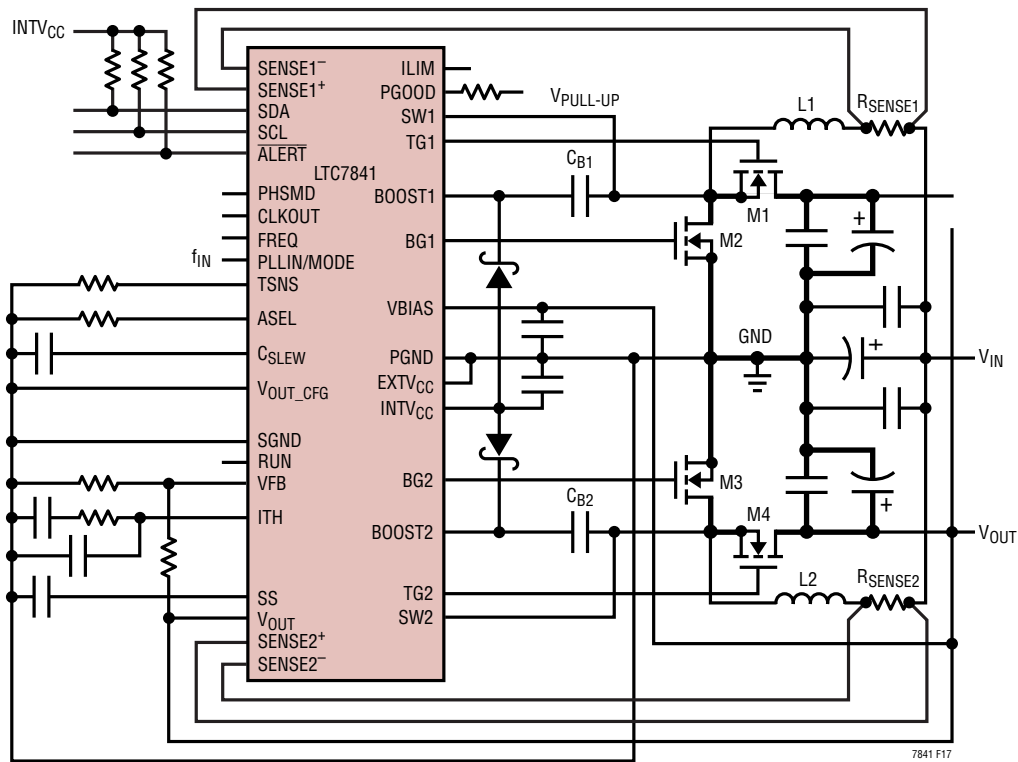 INTVCC
SENSE1–
SENSE1+
SDA
SCL
ALERT
LTC7841
PHSMD
CLKOUT
FREQ
fIN
PLLIN/MODE
TSNS
ASEL
CSLEW
VOUT_CFG
SGND
RUN
VFB
ITH
SS
VOUT
SENSE2+
SENSE2–
ILIM
PGOOD
VPULL-UP
SW1
TG1
BOOST1
BG1
VBIAS
PGND
EXTVCC
INTVCC
BG2
BOOST2
TG2
SW2
CB1
CB2
L1
RSENSE1
M1
+
M2
GND
+
VIN
M3
M4
+
VOUT
L2
RSENSE2
7841 F17